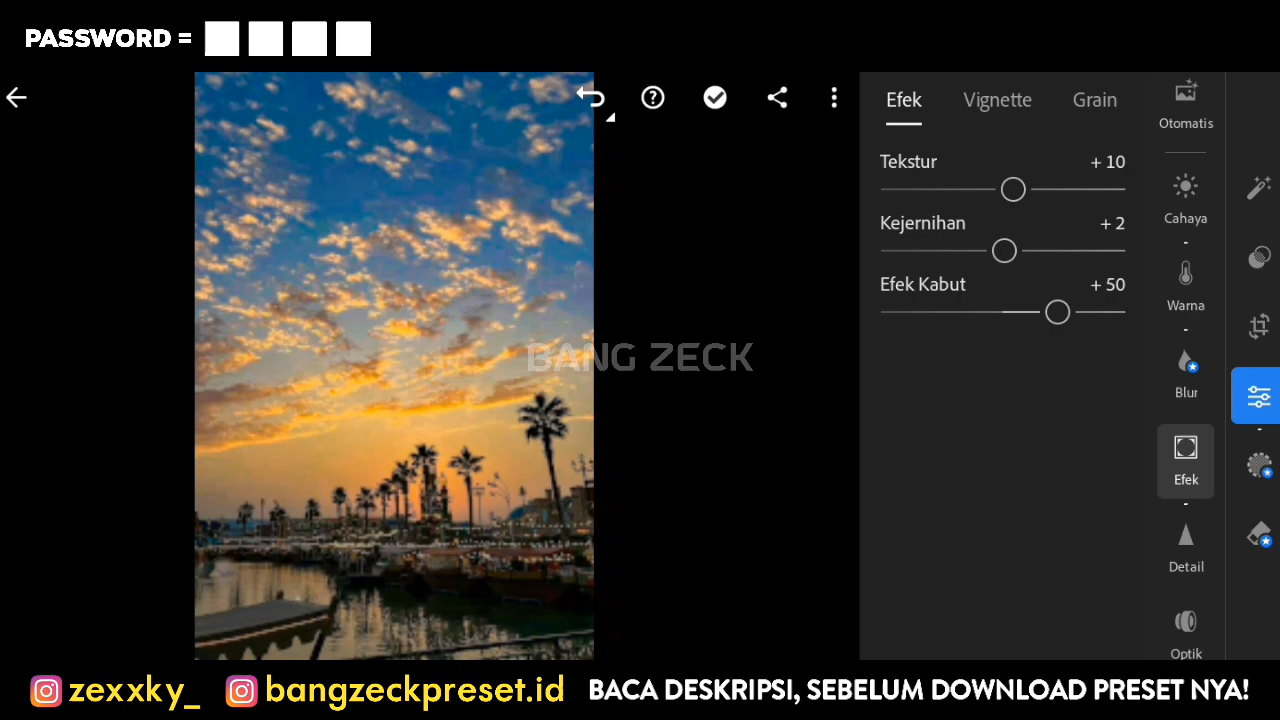 PASSWORD =
Efek Vignette Grain
Tekstur + 10
Kejernihan + 2
Efek Kabut + 50
Otomatis
Cahaya
Warna
Blur
Efek
Detail
Optik
BANG ZECK
zexxky_ bangzeckpreset.id BACA DESKRIPSI, SEBELUM DOWNLOAD PRESET NYA!